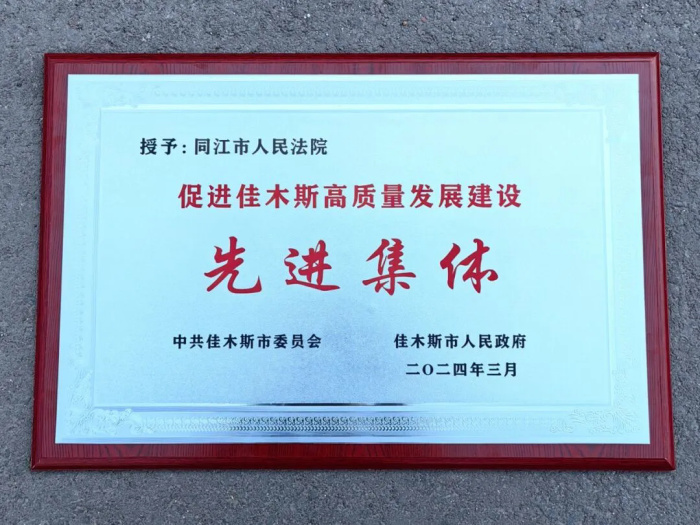 授予:同江市人民法院
促进佳木斯高质量发展建设
先进集体
中共佳木斯市委员会 佳木斯市人民政府
二〇二四年三月